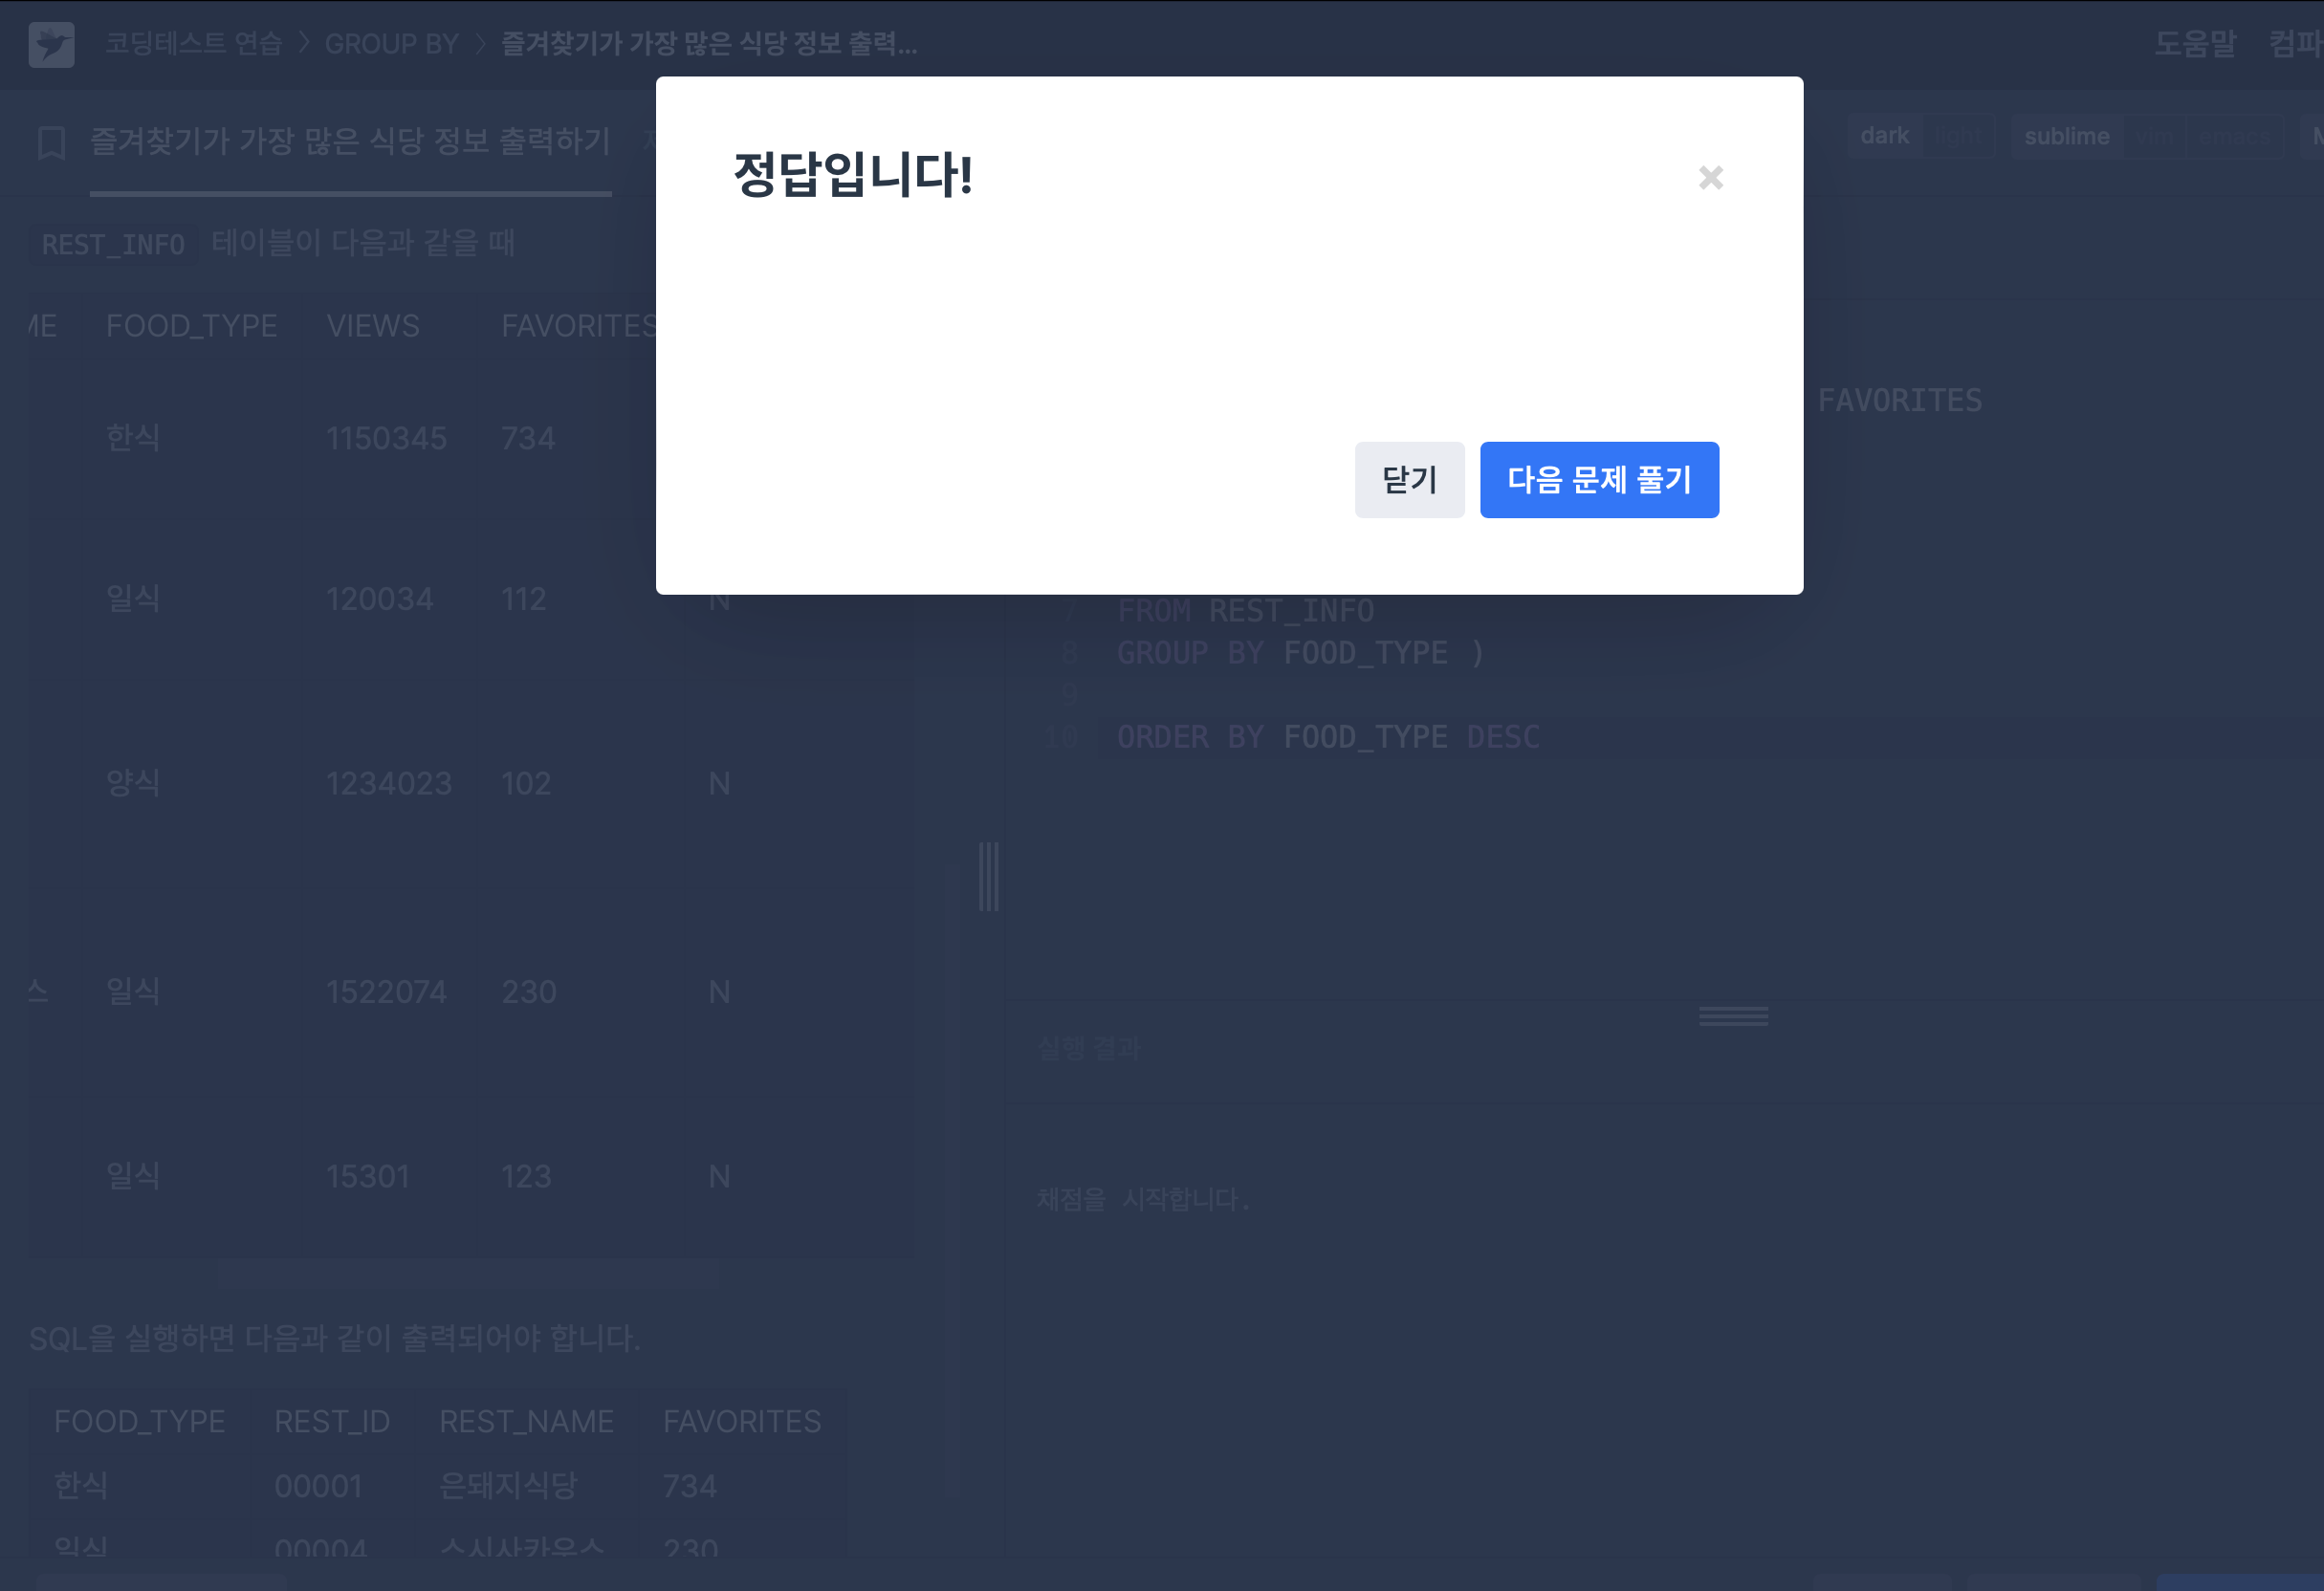 코딩테스트 연습 > GROUP BY > 즐겨찾기가 가장 많은 식당 정보 출력...
도움말
즐겨찾기가 가장 많은 식당 정보 출력하기
dark light sublime vim emacs
정답입니다!
×
닫기 다음 문제 풀기
REST_INFO 테이블이 다음과 같을 때
ME FOOD_TYPE VIEWS FAVORITES
한식 1150345 734
일식 120034 112 N
양식 1234023 102 N
스 일식 1522074 230 N
일식 15301 123 N
SQL을 실행하면 다음과 같이 출력되어야 합니다.
FOOD_TYPE REST_ID REST_NAME FAVORITES
한식 00001 은돼지식당 734
일식 00004 스시사카우스 230
FAVORITES
7 FROM REST_INFO
8 GROUP BY FOOD_TYPE )
9
10 ORDER BY FOOD_TYPE DESC
실행 결과
채점을 시작합니다.